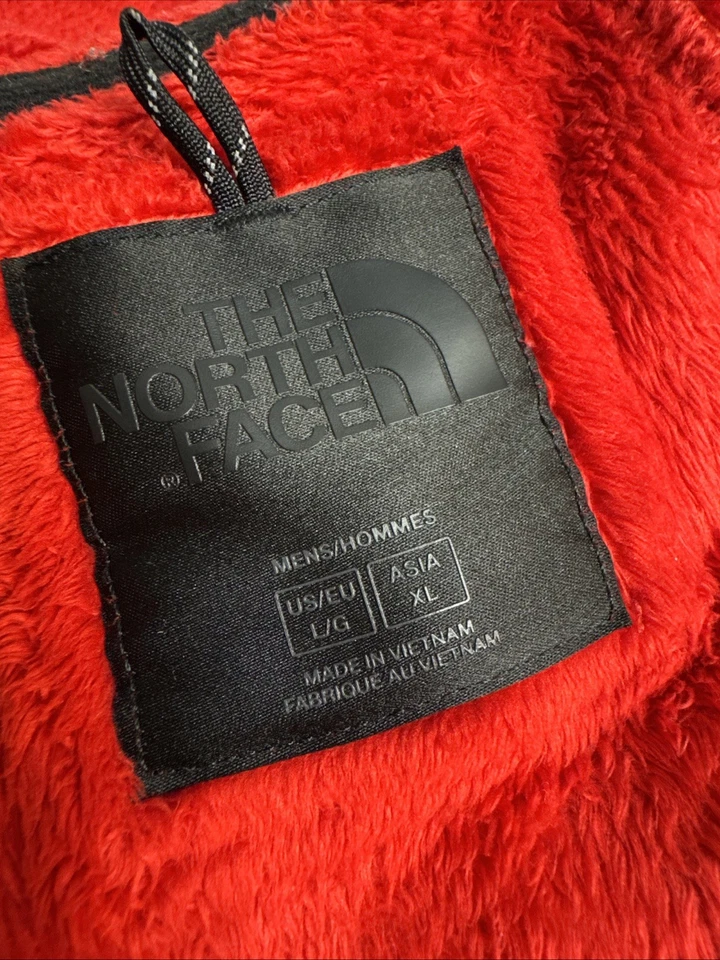 THE
NORTH
FACE
®
MENS/HOMMES
US/EU
L/G
ASIA
XL
MADE IN VIETNAM
FABRIQUE AU VIETNAM